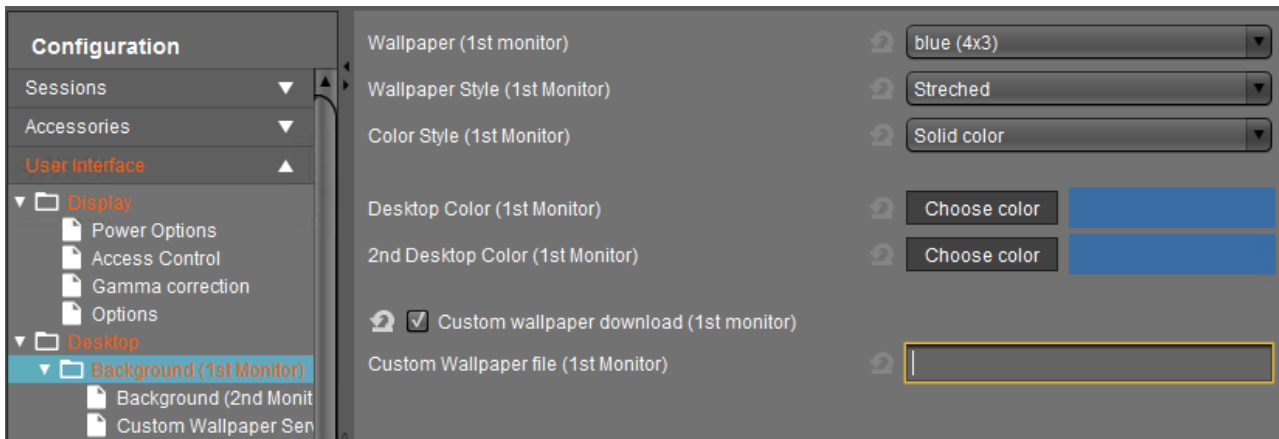 Configuration
Sessions
Accessories
User Interface
Display
Power Options
Access Control
Gamma correction
Options
Desktop
Background (1st Monitor)
Background (2nd Monit
Custom Wallpaper Ser
Wallpaper (1st monitor)
blue (4x3)
Wallpaper Style (1st Monitor)
Streched
Color Style (1st Monitor)
Solid color
Desktop Color (1st Monitor)
Choose color
2nd Desktop Color (1st Monitor)
Choose color
Custom wallpaper download (1st monitor)
Custom Wallpaper file (1st Monitor)